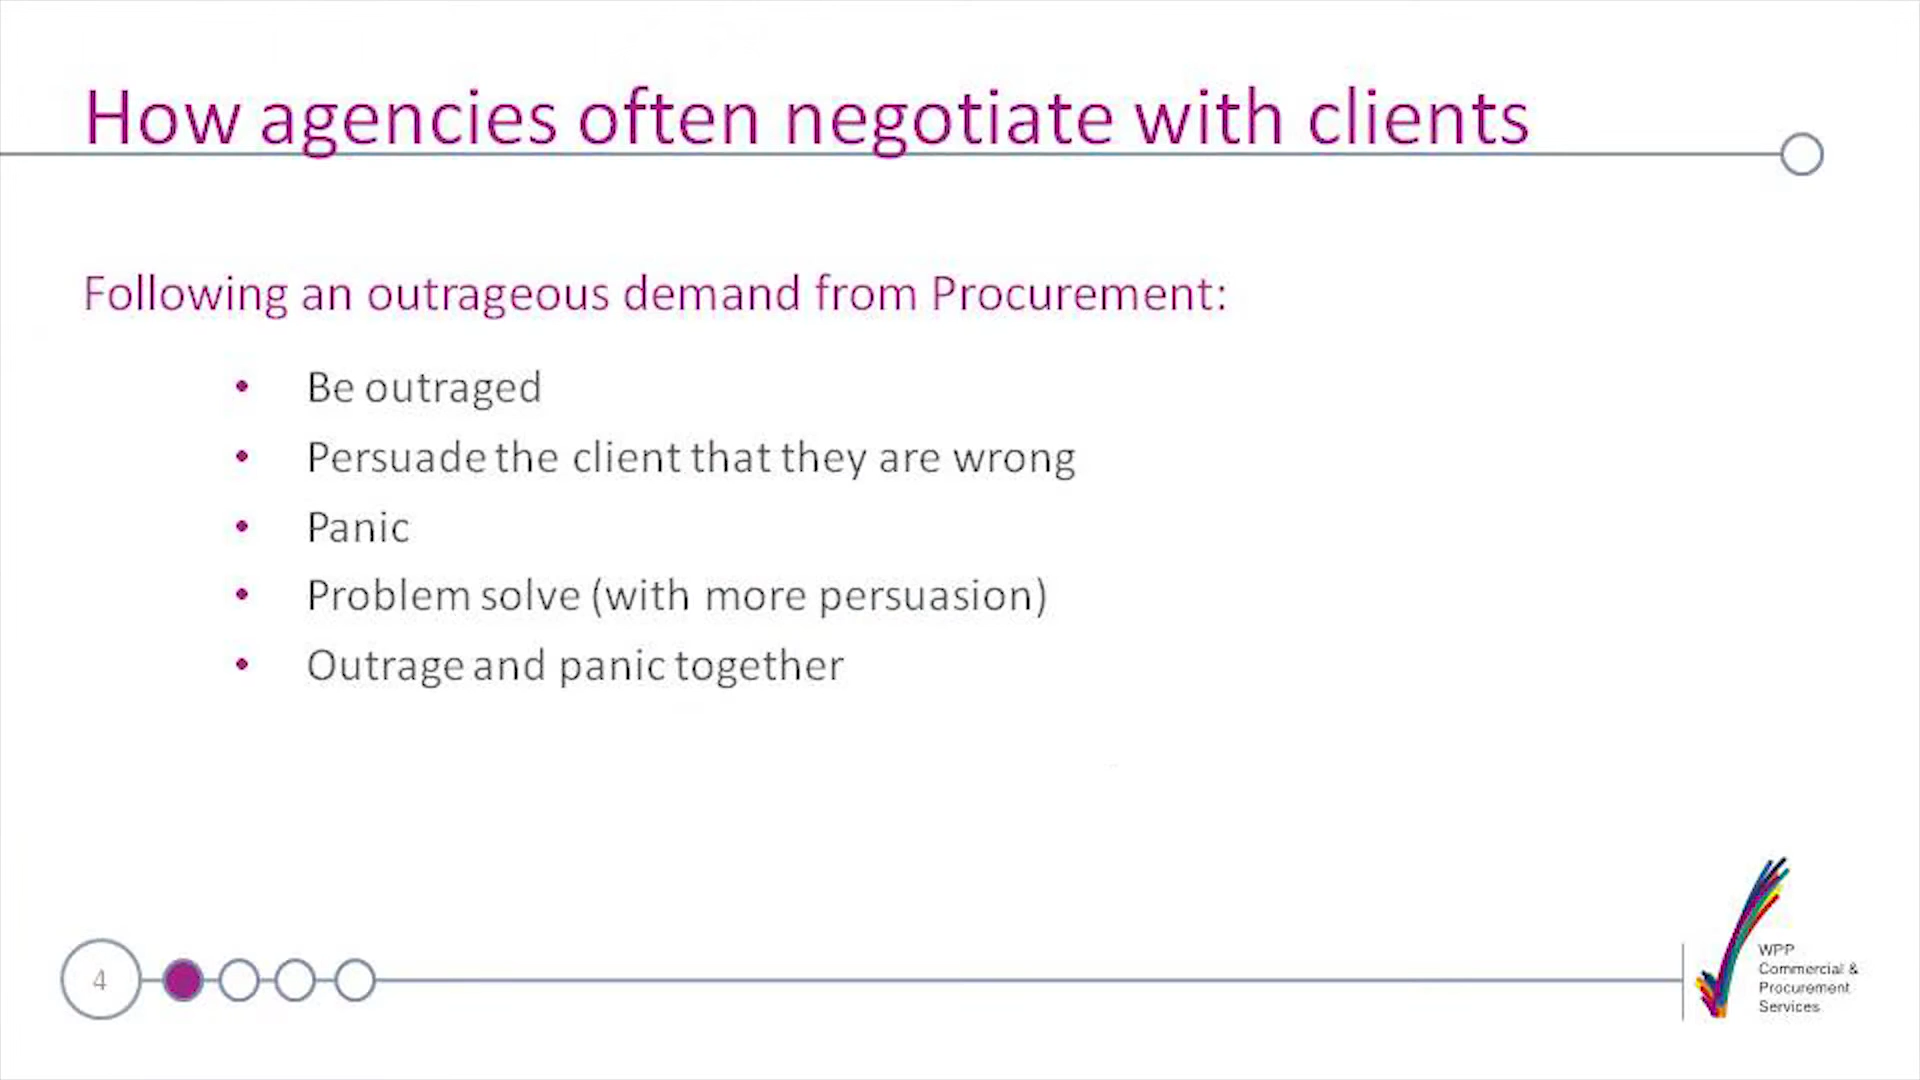 How agencies often negotiate with clients
Following an outrageous demand from Procurement:
• Be outraged
• Persuade the client that they are wrong
• Panic
• Problem solve (with more persuasion)
• Outrage and panic together
4
WPP
Commercial &
Procurement
Services